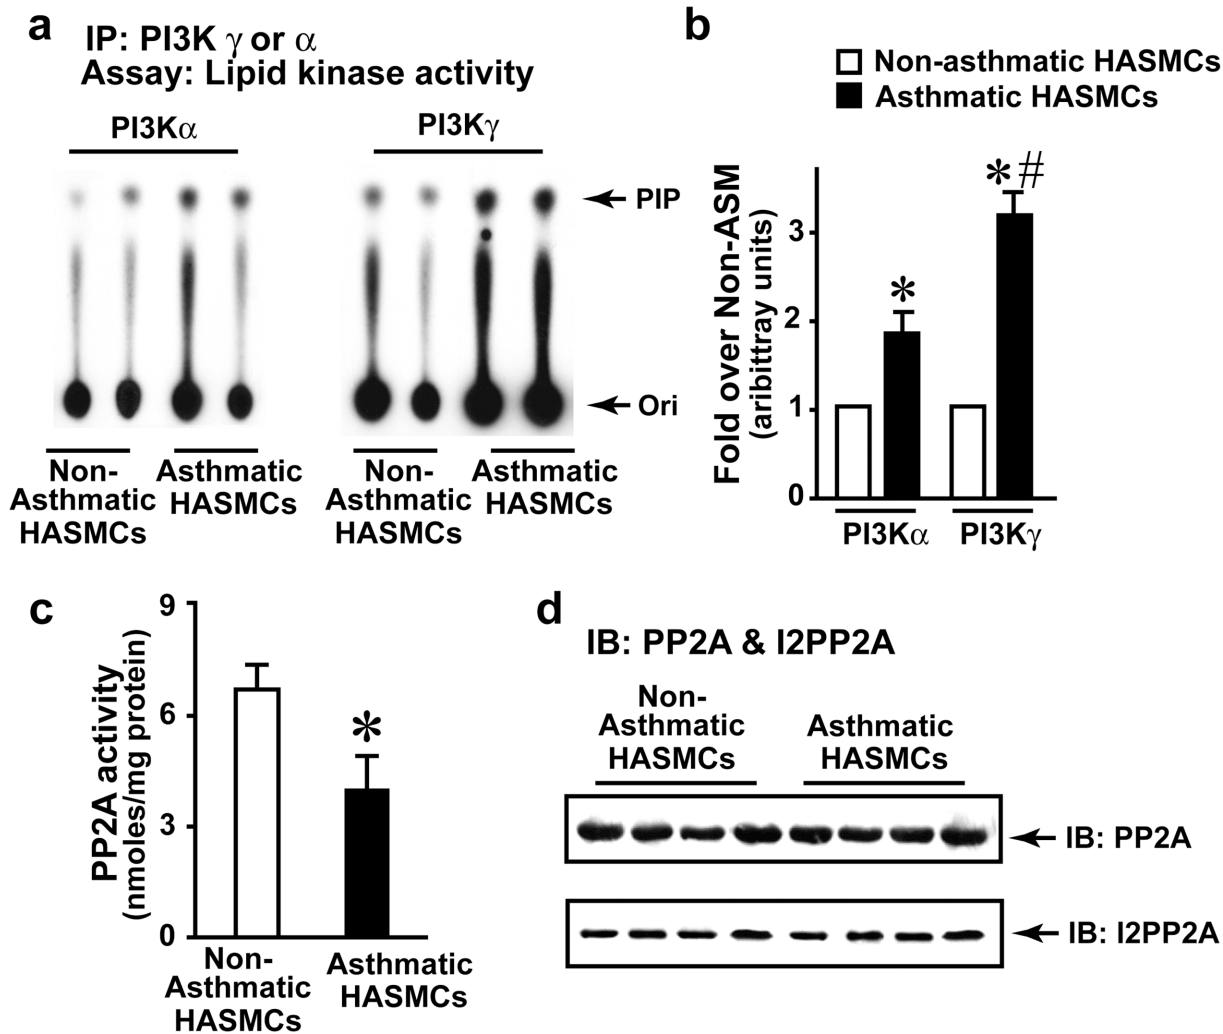 a
IP: PI3K γ or α
Assay: Lipid kinase activity
PI3Kα
PI3Kγ
PIP
Ori
Non-
Asthmatic
HASMCs
Asthmatic
HASMCs
Non-
Asthmatic
HASMCs
Asthmatic
HASMCs
b
Non-asthmatic HASMCs
Asthmatic HASMCs
Fold over Non-ASM
(aribittray units)
3
2
1
0
*
*#
PI3Kα
PI3Kγ
c
PP2A activity
(nmoles/mg protein)
9
6
3
0
*
Non-
Asthmatic
HASMCs
Asthmatic
HASMCs
d
IB: PP2A & I2PP2A
Non-
Asthmatic
HASMCs
Asthmatic
HASMCs
IB: PP2A
IB: I2PP2A